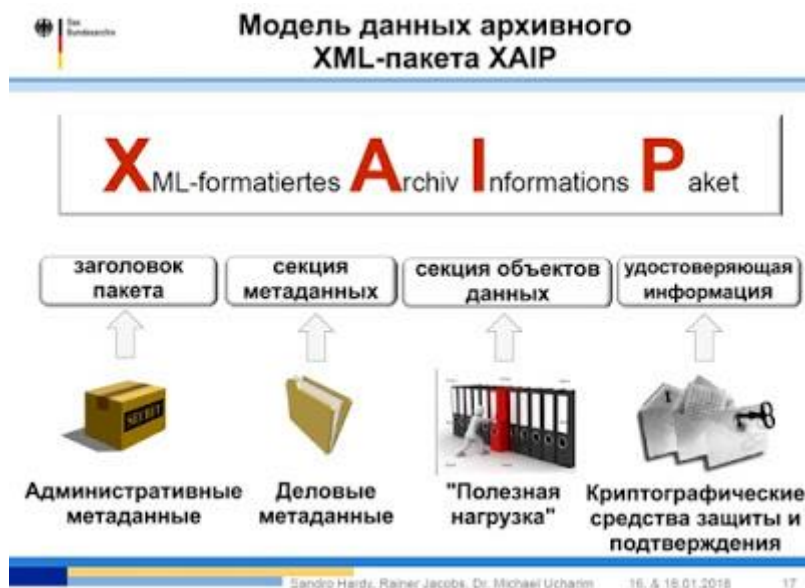 Das
Bundesarchiv
Модель данных архивного
XML-пакета XAIP
XML-formatiertes Archiv Informations Paket
заголовок
пакета
секция
метаданных
секция объектов
данных
удостоверяющая
информация
SECRET
Административные
метаданные
Деловые
метаданные
"Полезная
нагрузка"
Криптографические
средства защиты и
подтверждения
Sandro Hardy, Rainer Jacobs, Dr. Michael Ucharim 16. & 18.01.2018 17